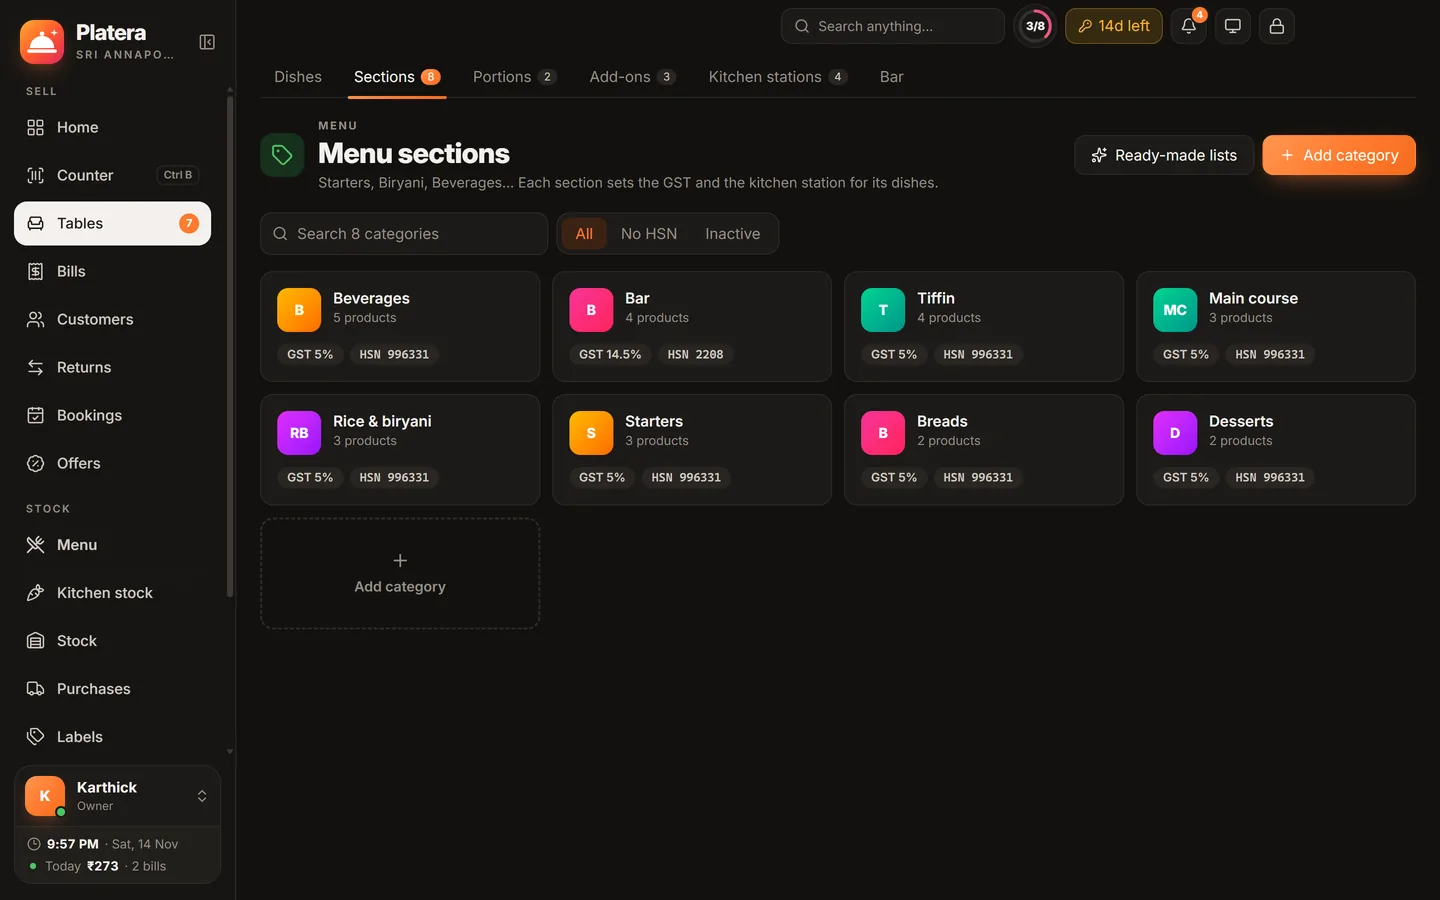 Platera
SRI ANNAPO...
SELL
Home
Counter Ctrl B
Tables 7
Bills
Customers
Returns
Bookings
Offers
STOCK
Menu
Kitchen stock
Stock
Purchases
Labels
K
Karthick
Owner
9:57 PM · Sat, 14 Nov
Today ₹273 · 2 bills
Search anything...
3/8
14d left
4
Dishes Sections 8 Portions 2 Add-ons 3 Kitchen stations 4 Bar
MENU
Menu sections
Starters, Biryani, Beverages... Each section sets the GST and the kitchen station for its dishes.
Ready-made lists
+ Add category
Search 8 categories
All No HSN Inactive
B
Beverages
5 products
GST 5% HSN 996331
B
Bar
4 products
GST 14.5% HSN 2208
T
Tiffin
4 products
GST 5% HSN 996331
MC
Main course
3 products
GST 5% HSN 996331
RB
Rice & biryani
3 products
GST 5% HSN 996331
S
Starters
3 products
GST 5% HSN 996331
B
Breads
2 products
GST 5% HSN 996331
D
Desserts
2 products
GST 5% HSN 996331
+
Add category